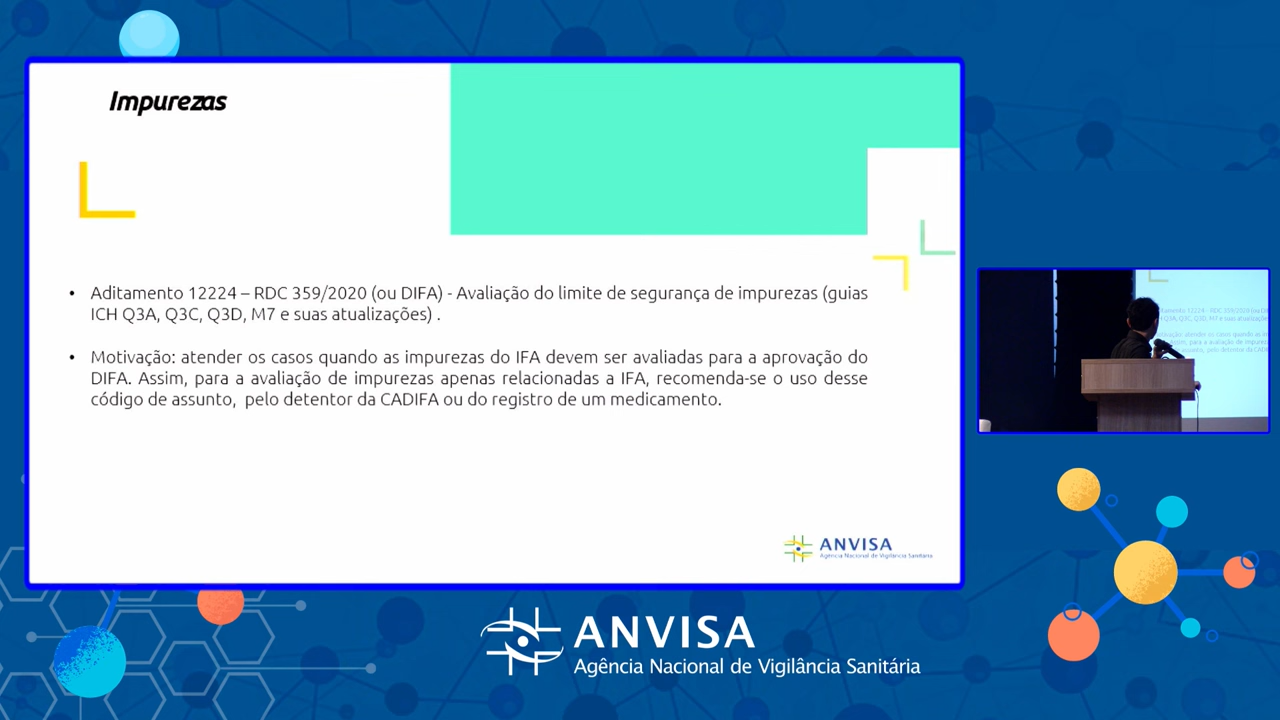 Impurezas
• Aditamento 12224 – RDC 359/2020 (ou DIFA) - Avaliação do limite de segurança de impurezas (guias
ICH Q3A, Q3C, Q3D, M7 e suas atualizações) .
• Motivação: atender os casos quando as impurezas do IFA devem ser avaliadas para a aprovação do
DIFA. Assim, para a avaliação de impurezas apenas relacionadas a IFA, recomenda-se o uso desse
código de assunto, pelo detentor da CADIFA ou do registro de um medicamento.
ANVISA
Agência Nacional de Vigilância Sanitária
ANVISA
Agência Nacional de Vigilância Sanitária